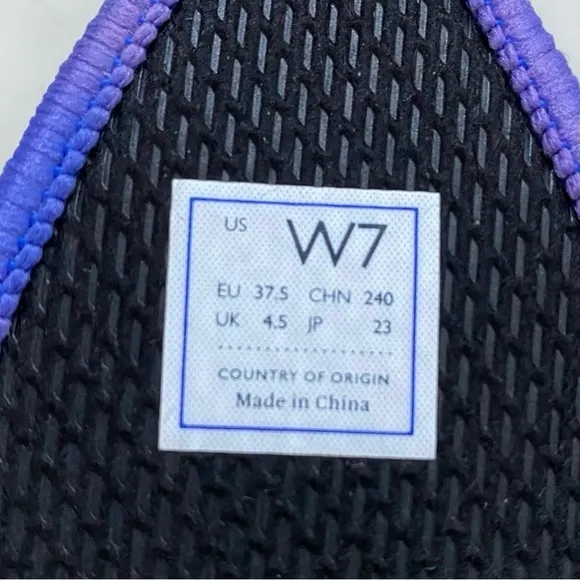 US W7
EU 37.5 CHN 240
UK 4.5 JP 23
COUNTRY OF ORIGIN
Made in China